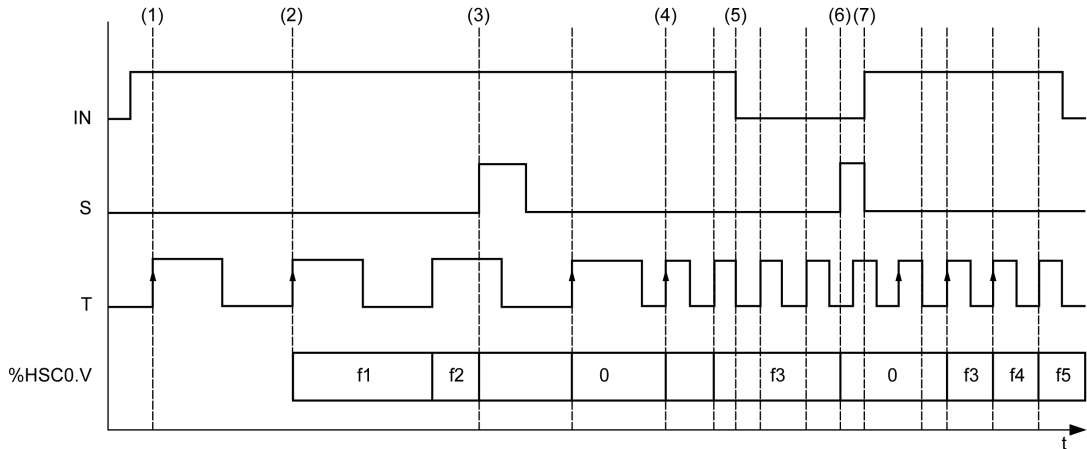 (1) (2) (3) (4) (5) (6) (7)
IN
S
T
%HSC0.V f1 f2 0 f3 0 f3 f4 f5
t